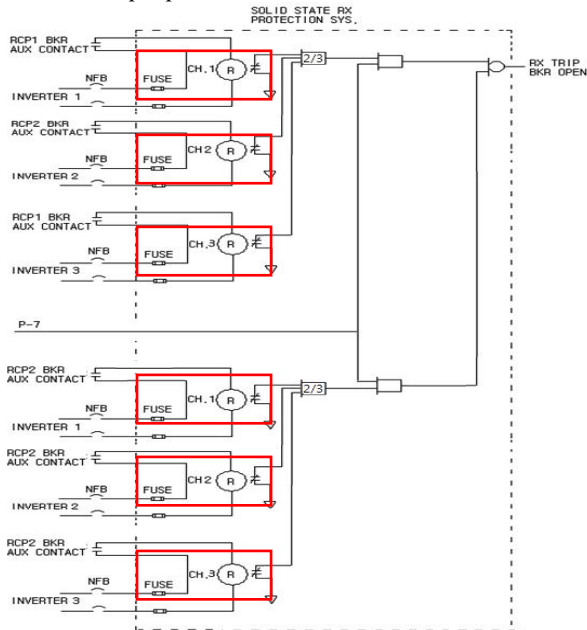 SOLID STATE RX
PROTECTION SYS.
RCP1 BKR
AUX CONTACT
NFB
FUSE
CH.1
R
2/3
RX TRIP
BKR OPEN
INVERTER 1
RCP2 BKR
AUX CONTACT
NFB
FUSE
CH2
R
INVERTER 2
RCP1 BKR
AUX CONTACT
NFB
FUSE
CH.3
R
INVERTER 3
P-7
RCP2 BKR
AUX CONTACT
NFB
FUSE
CH.1
R
2/3
INVERTER 1
RCP2 BKR
AUX CONTACT
NFB
FUSE
CH2
R
INVERTER 2
RCP2 BKR
AUX CONTACT
NFB
FUSE
CH.3
R
INVERTER 3